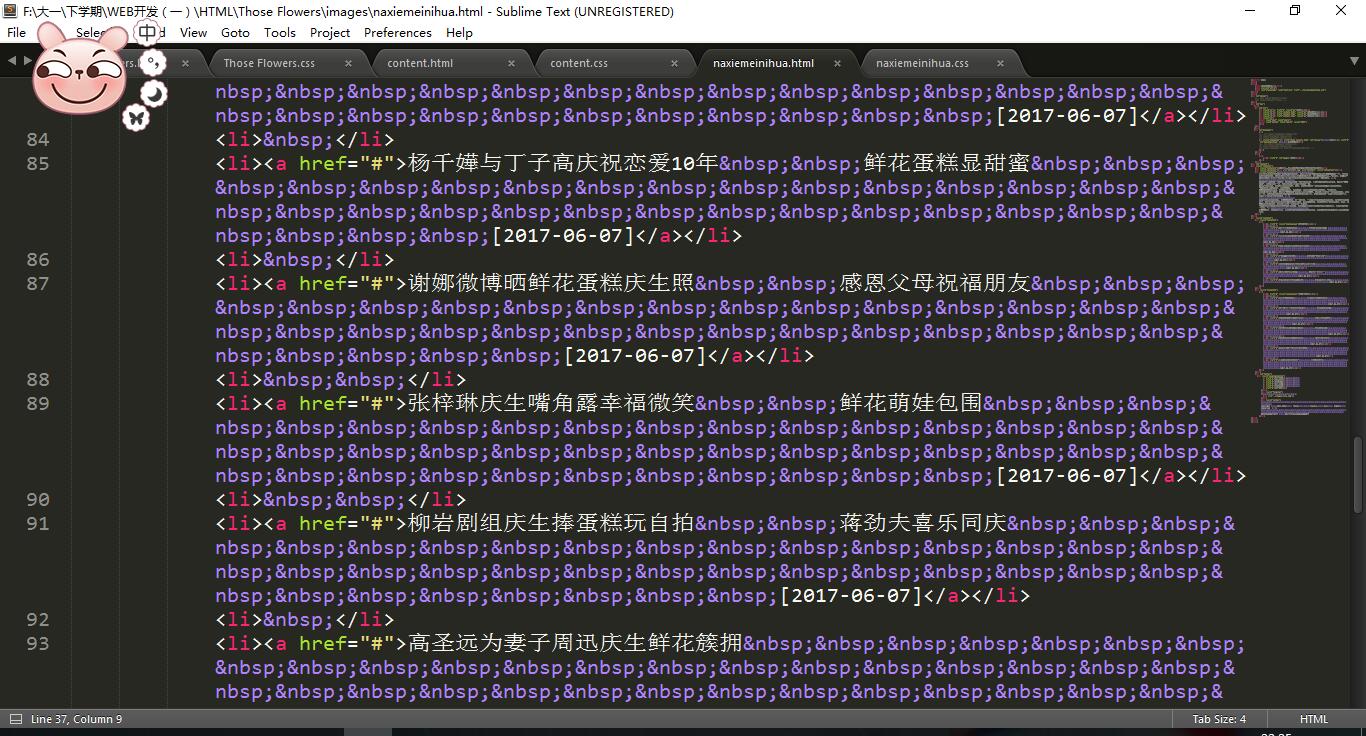 F:\大一\下学期\WEB开发 ( 一 ) \HTML\Those Flowers\images\naxiemeinihua.html - Sublime Text (UNREGISTERED)
File Selec d View Goto Tools Project Preferences Help
中
rs. Those Flowers.css content.html content.css naxiemeinihua.html naxiemeinihua.css
nbsp;&nbsp;&nbsp;&nbsp;&nbsp;&nbsp;&nbsp;&nbsp;&nbsp;&nbsp;&nbsp;&nbsp;&nbsp;&nbsp;&
nbsp;&nbsp;&nbsp;&nbsp;&nbsp;&nbsp;&nbsp;&nbsp;&nbsp;&nbsp;&nbsp;[2017-06-07]</a></li>
84 <li>&nbsp;</li>
85 <li><a href="#">杨千嬅与丁子高庆祝恋爱10年&nbsp;&nbsp;鲜花蛋糕显甜蜜&nbsp;&nbsp;&nbsp;
&nbsp;&nbsp;&nbsp;&nbsp;&nbsp;&nbsp;&nbsp;&nbsp;&nbsp;&nbsp;&nbsp;&nbsp;&nbsp;&nbsp;&
nbsp;&nbsp;&nbsp;&nbsp;&nbsp;&nbsp;&nbsp;&nbsp;&nbsp;&nbsp;&nbsp;&nbsp;&nbsp;&nbsp;&
nbsp;&nbsp;&nbsp;&nbsp;[2017-06-07]</a></li>
86 <li>&nbsp;</li>
87 <li><a href="#">谢娜微博晒鲜花蛋糕庆生照&nbsp;&nbsp;感恩父母祝福朋友&nbsp;&nbsp;&nbsp;
&nbsp;&nbsp;&nbsp;&nbsp;&nbsp;&nbsp;&nbsp;&nbsp;&nbsp;&nbsp;&nbsp;&nbsp;&nbsp;&nbsp;&
nbsp;&nbsp;&nbsp;&nbsp;&nbsp;&nbsp;&nbsp;&nbsp;&nbsp;&nbsp;&nbsp;&nbsp;&nbsp;&nbsp;&
nbsp;&nbsp;&nbsp;&nbsp;&nbsp;[2017-06-07]</a></li>
88 <li>&nbsp;&nbsp;</li>
89 <li><a href="#">张梓琳庆生嘴角露幸福微笑&nbsp;&nbsp;鲜花萌娃包围&nbsp;&nbsp;&nbsp;&
nbsp;&nbsp;&nbsp;&nbsp;&nbsp;&nbsp;&nbsp;&nbsp;&nbsp;&nbsp;&nbsp;&nbsp;&nbsp;&nbsp;&
nbsp;&nbsp;&nbsp;&nbsp;&nbsp;&nbsp;&nbsp;&nbsp;&nbsp;&nbsp;&nbsp;&nbsp;&nbsp;&nbsp;&
nbsp;&nbsp;&nbsp;&nbsp;&nbsp;&nbsp;&nbsp;&nbsp;&nbsp;&nbsp;&nbsp;[2017-06-07]</a></li>
90 <li>&nbsp;&nbsp;</li>
91 <li><a href="#">柳岩剧组庆生捧蛋糕玩自拍&nbsp;&nbsp;蒋劲夫喜乐同庆&nbsp;&nbsp;&nbsp;&
nbsp;&nbsp;&nbsp;&nbsp;&nbsp;&nbsp;&nbsp;&nbsp;&nbsp;&nbsp;&nbsp;&nbsp;&nbsp;&nbsp;&
nbsp;&nbsp;&nbsp;&nbsp;&nbsp;&nbsp;&nbsp;&nbsp;&nbsp;&nbsp;&nbsp;&nbsp;&nbsp;&nbsp;&
nbsp;&nbsp;&nbsp;&nbsp;&nbsp;&nbsp;&nbsp;&nbsp;[2017-06-07]</a></li>
92 <li>&nbsp;</li>
93 <li><a href="#">高圣远为妻子周迅庆生鲜花簇拥&nbsp;&nbsp;&nbsp;&nbsp;&nbsp;&nbsp;&nbsp;
&nbsp;&nbsp;&nbsp;&nbsp;&nbsp;&nbsp;&nbsp;&nbsp;&nbsp;&nbsp;&nbsp;&nbsp;&nbsp;&nbsp;&
nbsp;&nbsp;&nbsp;&nbsp;&nbsp;&nbsp;&nbsp;&nbsp;&nbsp;&nbsp;&nbsp;&nbsp;&nbsp;&nbsp;&
Line 37, Column 9 Tab Size: 4 HTML